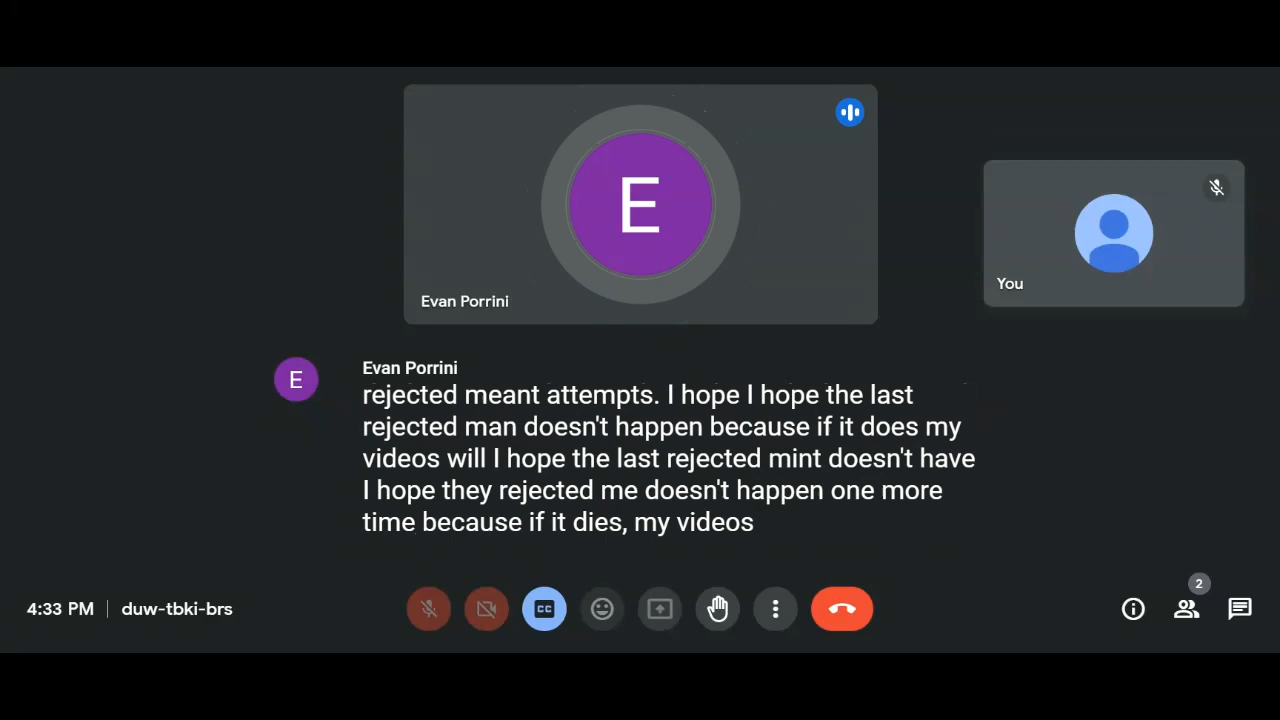 E
Evan Porrini
You
E
Evan Porrini
rejected meant attempts. I hope I hope the last
rejected man doesn't happen because if it does my
videos will I hope the last rejected mint doesn't have
I hope they rejected me doesn't happen one more
time because if it dies, my videos
2
4:33 PM | duw-tbki-brs
CC